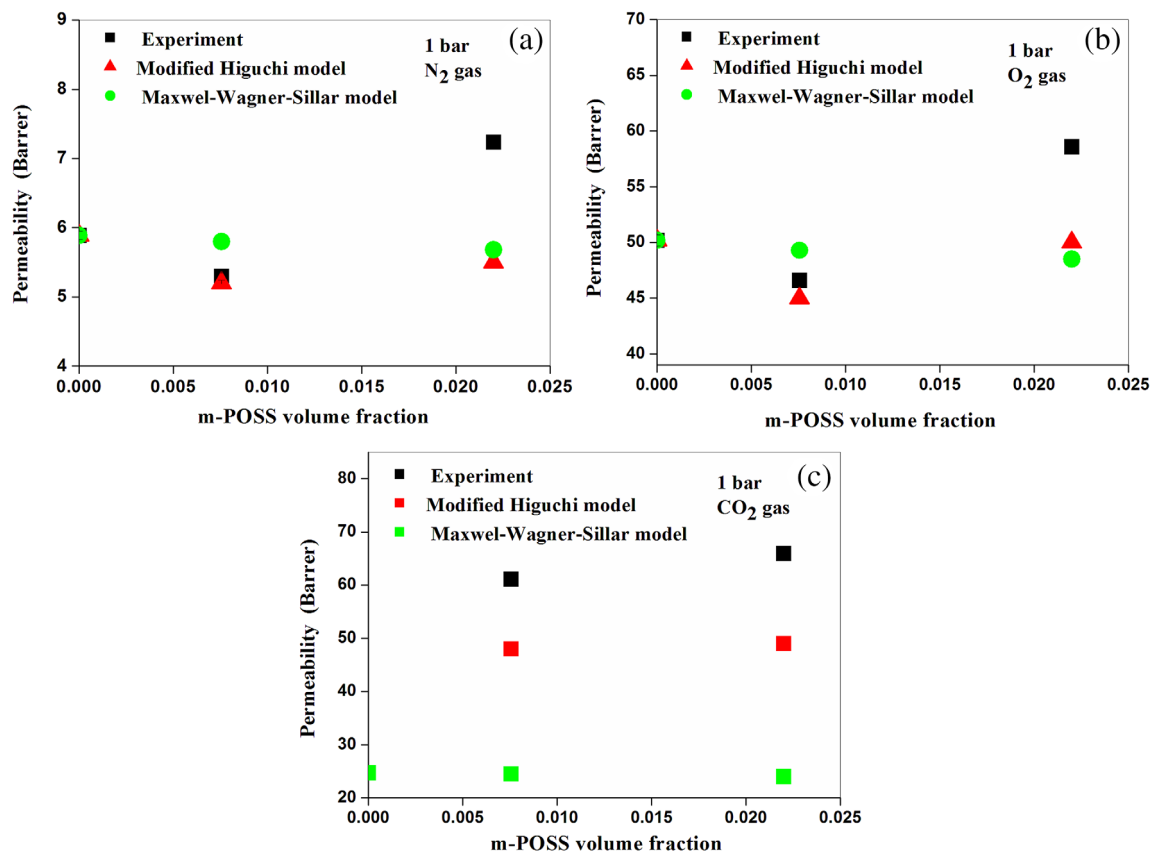 (a)
Experiment
Modified Higuchi model
Maxwel-Wagner-Sillar model
1 bar
N2 gas
Permeability (Barrer)
9
8
7
6
5
4
0.000 0.005 0.010 0.015 0.020 0.025
m-POSS volume fraction
(b)
Experiment
Modified Higuchi model
Maxwel-Wagner-Sillar model
1 bar
O2 gas
Permeability (Barrer)
70
65
60
55
50
45
40
0.000 0.005 0.010 0.015 0.020 0.025
m-POSS volume fraction
(c)
Experiment
Modified Higuchi model
Maxwel-Wagner-Sillar model
1 bar
CO2 gas
Permeability (Barrer)
80
70
60
50
40
30
20
0.000 0.005 0.010 0.015 0.020 0.025
m-POSS volume fraction